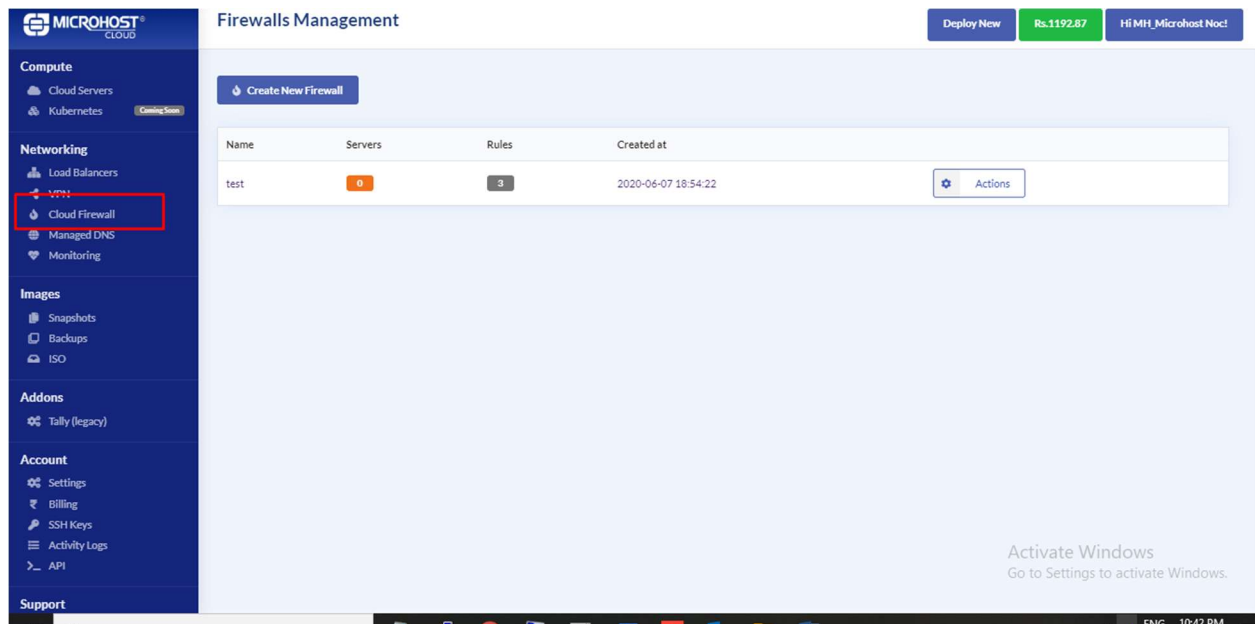 MICROHOST®
CLOUD
Firewalls Management
Deploy New
Rs.1192.87
Hi MH_Microhost Noc!
Compute
Cloud Servers
Kubernetes
Coming Soon
Networking
Load Balancers
VPN
Cloud Firewall
Managed DNS
Monitoring
Images
Snapshots
Backups
ISO
Addons
Tally (legacy)
Account
Settings
Billing
SSH Keys
Activity Logs
API
Support
Create New Firewall
Name Servers Rules Created at
test 0 3 2020-06-07 18:54:22 Actions
Activate Windows
Go to Settings to activate Windows.
ENG 10:42 PM